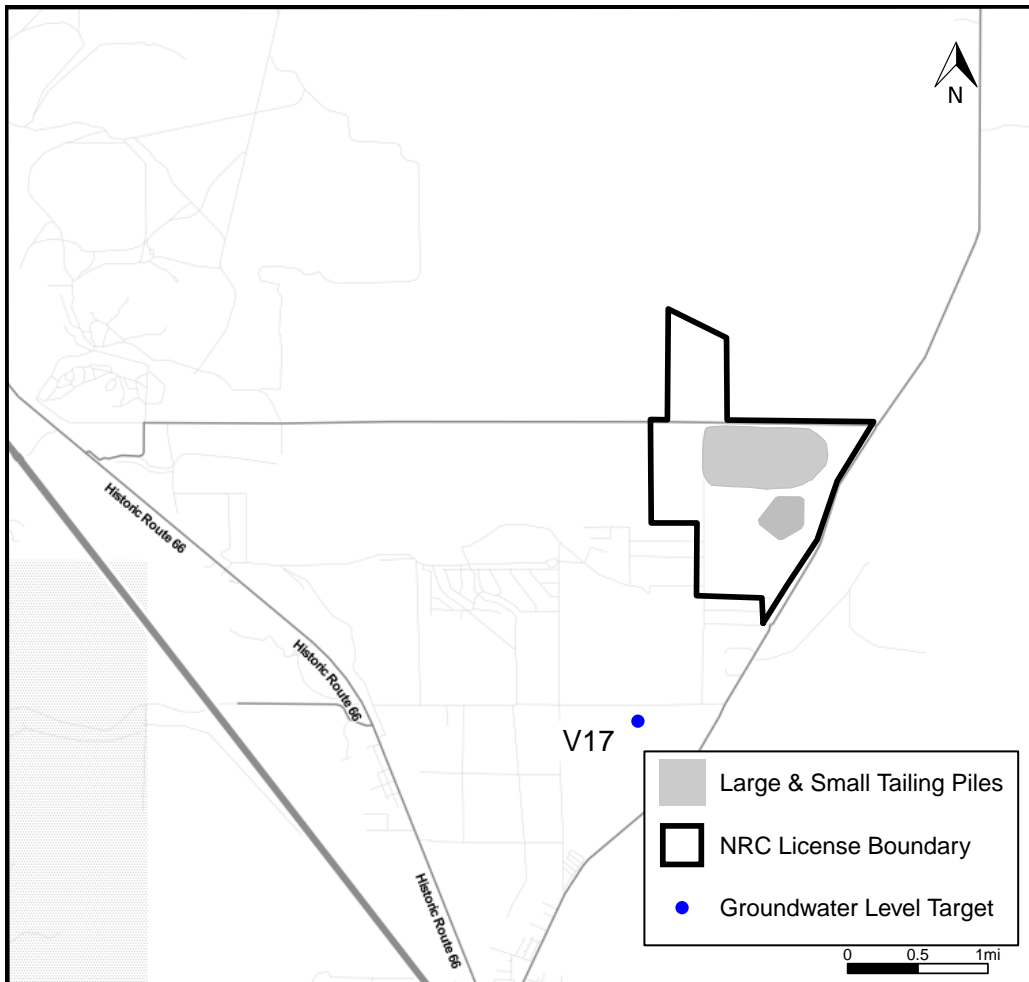 N
Historic Route 66
Historic Route 66
V17
Large & Small Tailing Piles
NRC License Boundary
Historic Route 66
Groundwater Level Target
0 0.5 1mi